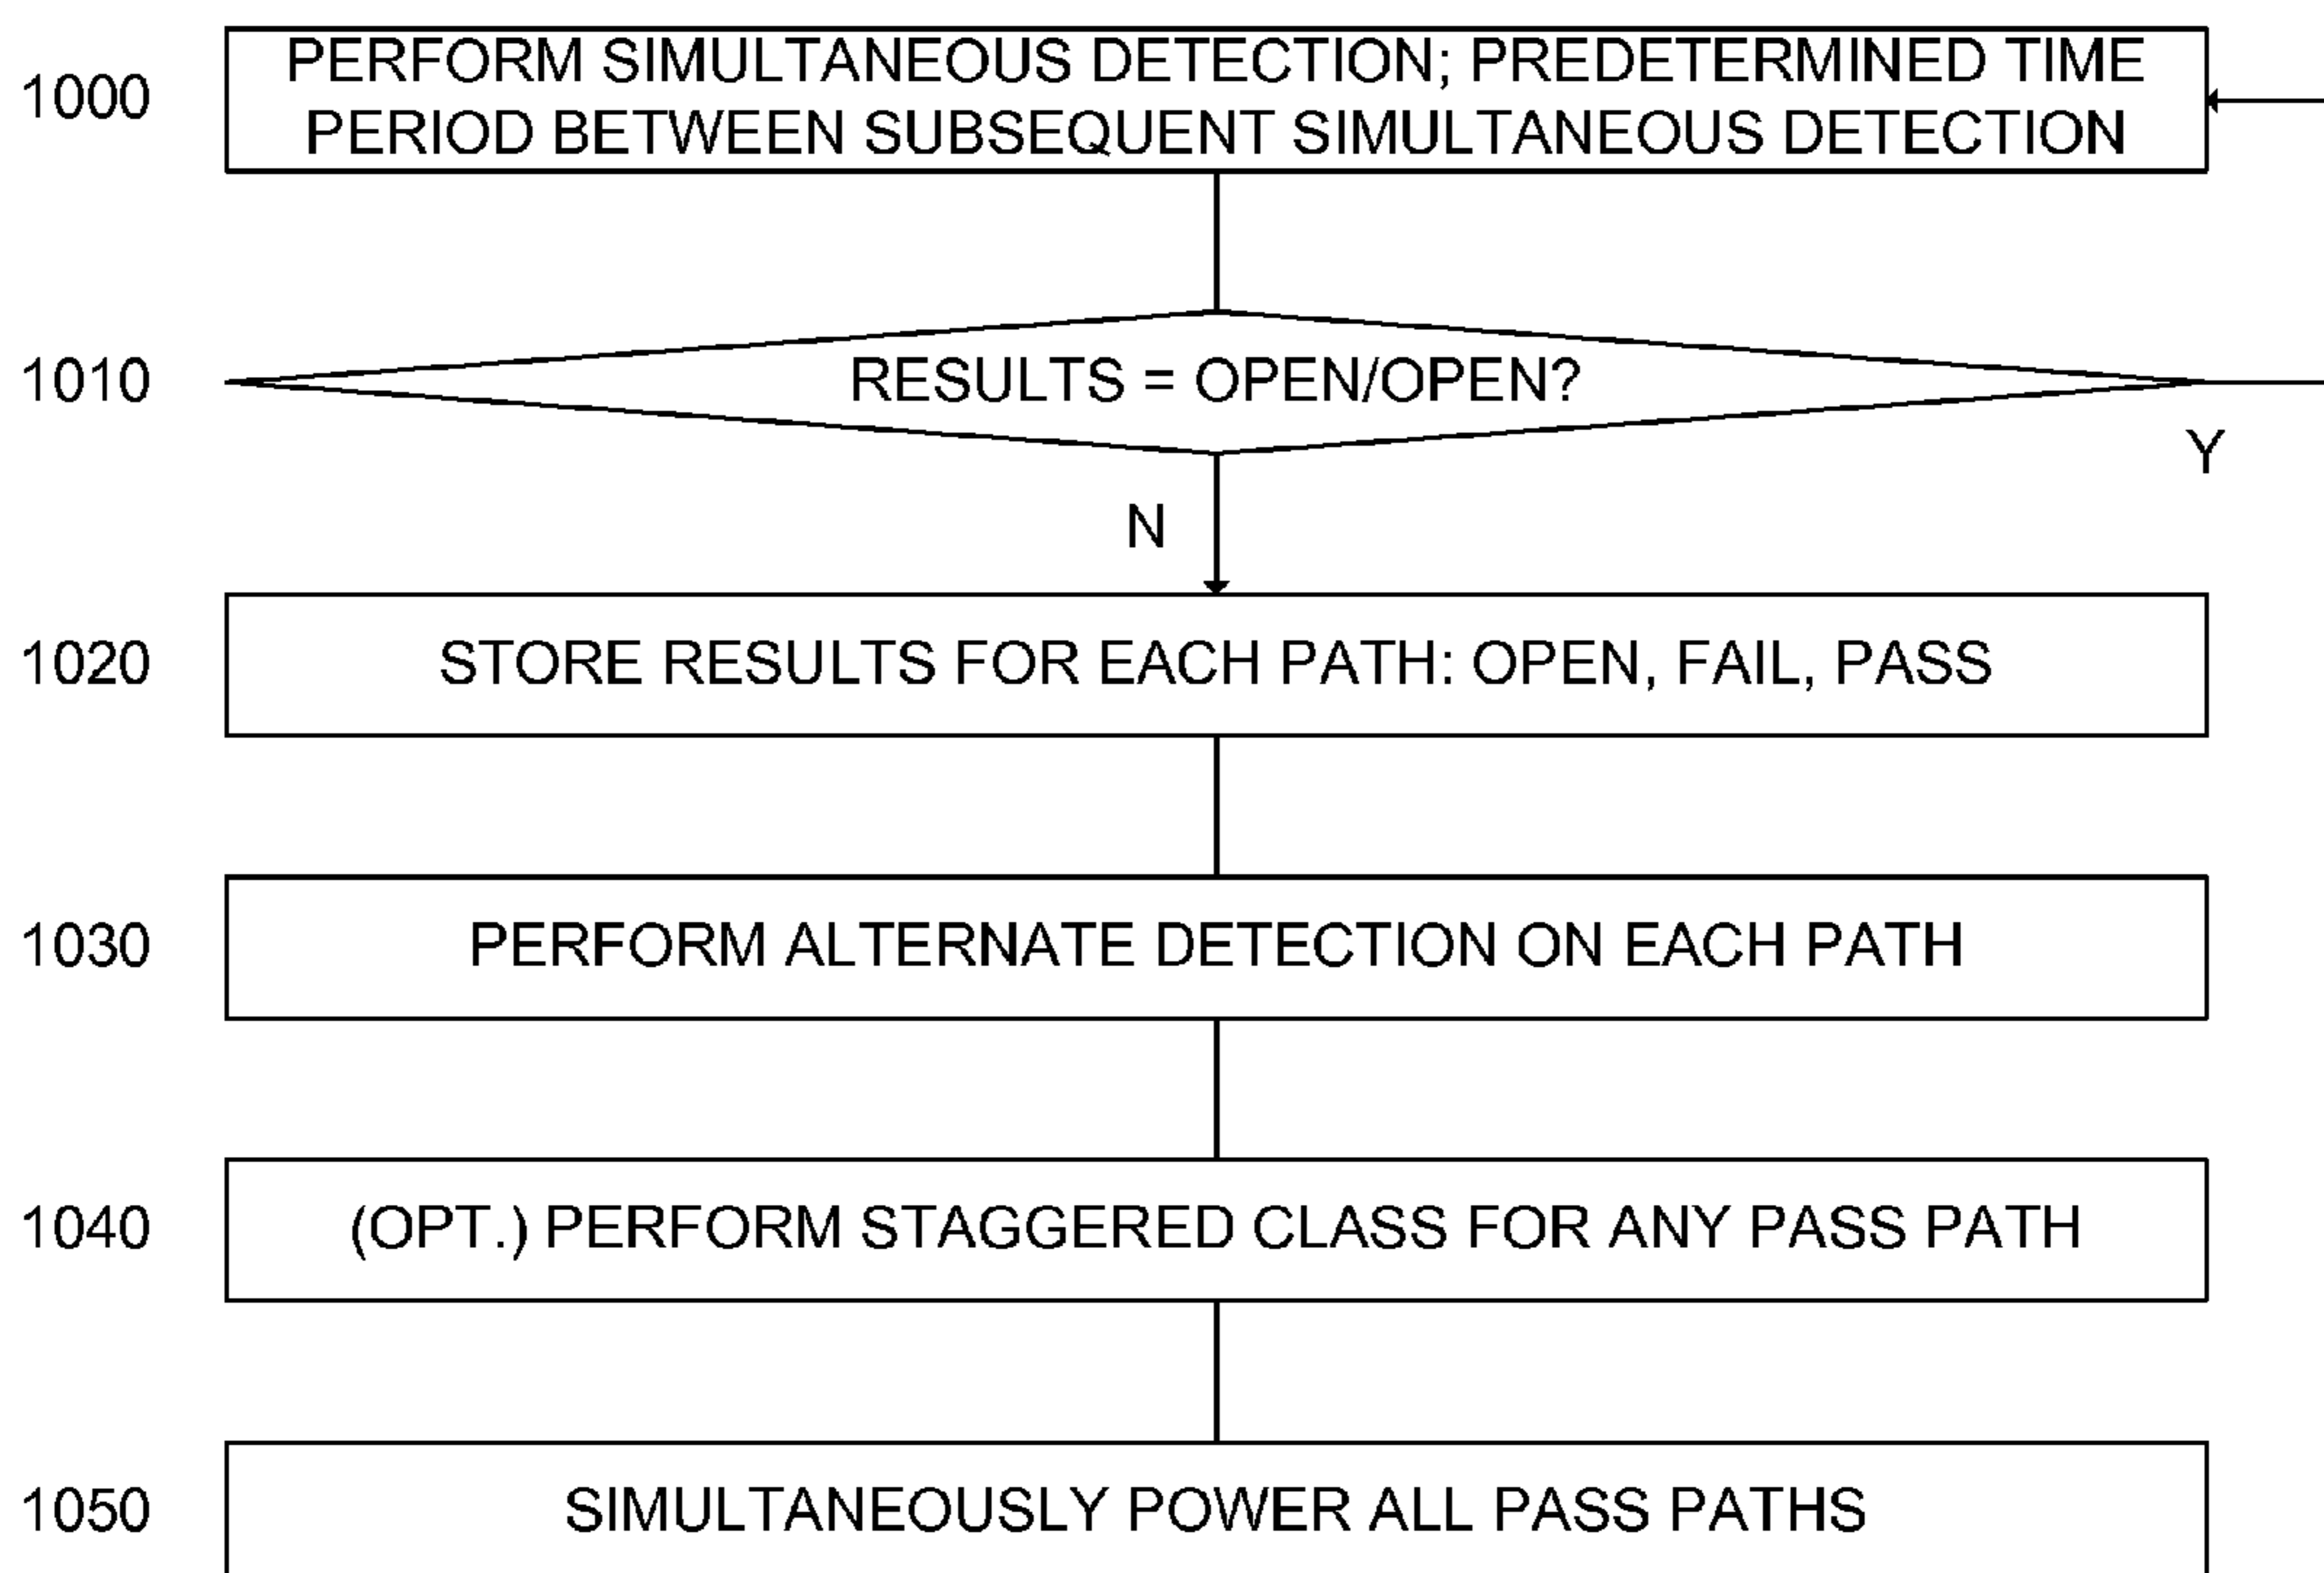 1000
PERFORM SIMULTANEOUS DETECTION; PREDETERMINED TIME
PERIOD BETWEEN SUBSEQUENT SIMULTANEOUS DETECTION
1010
RESULTS = OPEN/OPEN?
Y
N
1020
STORE RESULTS FOR EACH PATH: OPEN, FAIL, PASS
1030
PERFORM ALTERNATE DETECTION ON EACH PATH
1040
(OPT.) PERFORM STAGGERED CLASS FOR ANY PASS PATH
1050
SIMULTANEOUSLY POWER ALL PASS PATHS